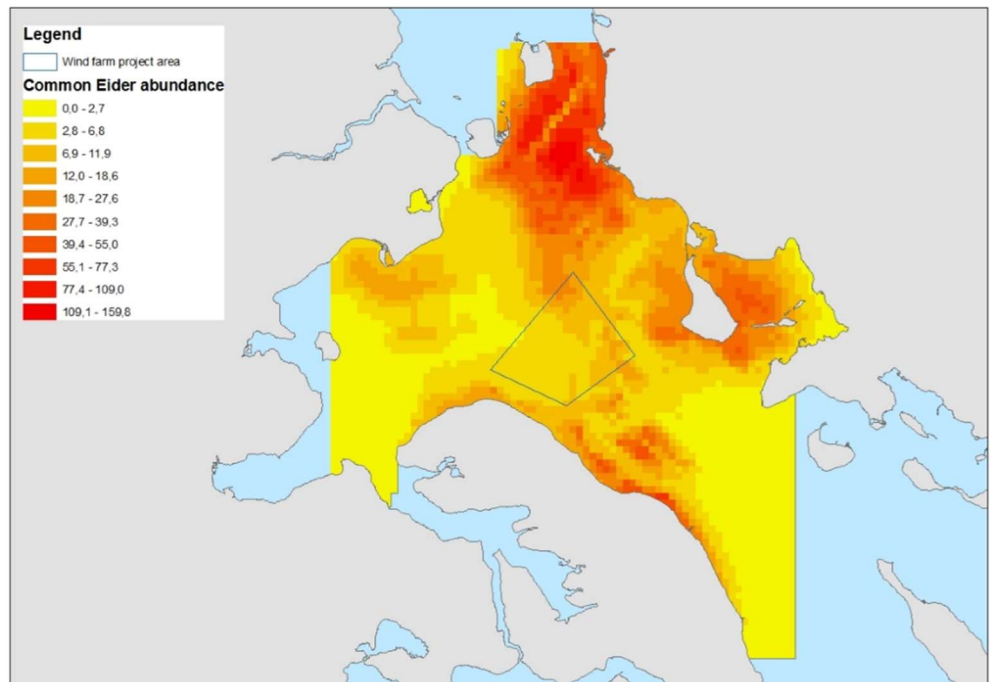 Legend
Wind farm project area
Common Eider abundance
0,0 - 2,7
2,8 - 6,8
6,9 - 11,9
12,0 - 18,6
18,7 - 27,6
27,7 - 39,3
39,4 - 55,0
55,1 - 77,3
77,4 - 109,0
109,1 - 159,8